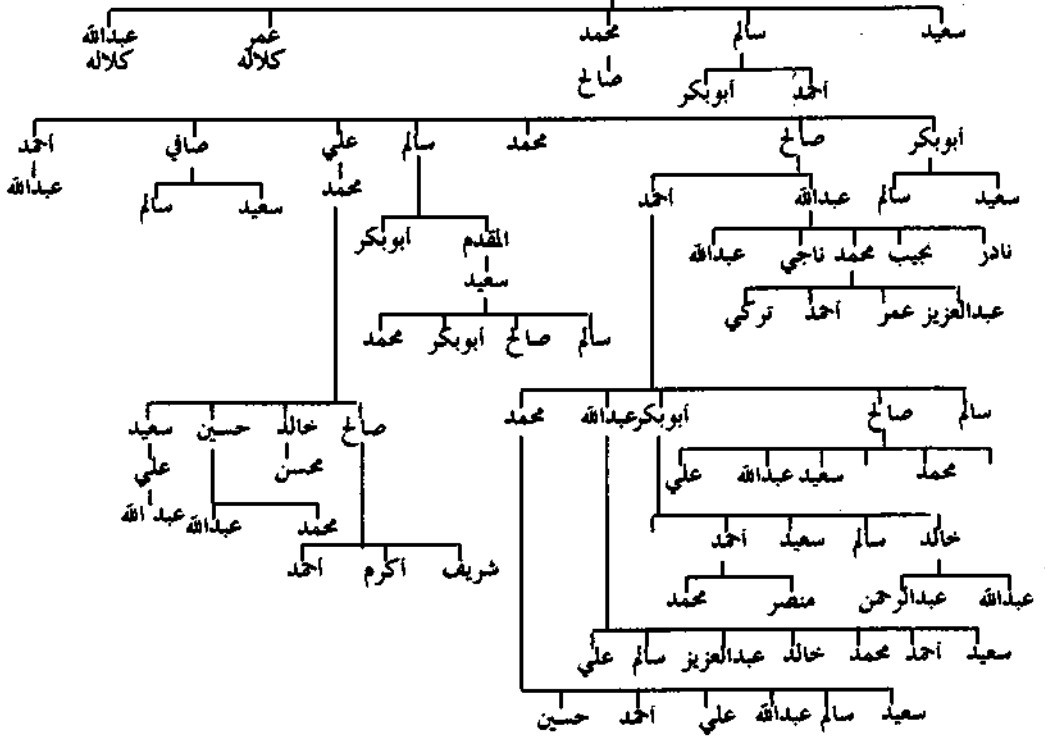 سعيد سالم محمد عمر عبدالله
كلاله كلاله
أحمد أبوبكر صالح
أبوبكر صالح محمد سالم علي صافي أحمد
سعيد سالم عبدالله أحمد محمد سعيد سالم عبدالله
نادر نجيب محمد ناجي عبدالله المقدم أبوبكر
سعيد
عبدالعزيز عمر أحمد تركي
سالم صالح أبوبكر محمد
سالم صالح أبوبكر عبدالله محمد صالح خالد حسين سعيد
محمد سعيد عبدالله علي محسن علي
محمد عبدالله عبدالله
خالد سالم سعيد أحمد
شريف أكرم أحمد
عبدالله عبدالرحمن منصر محمد
سعيد أحمد محمد خالد عبدالعزيز سالم علي
سعيد سالم عبدالله علي أحمد حسين